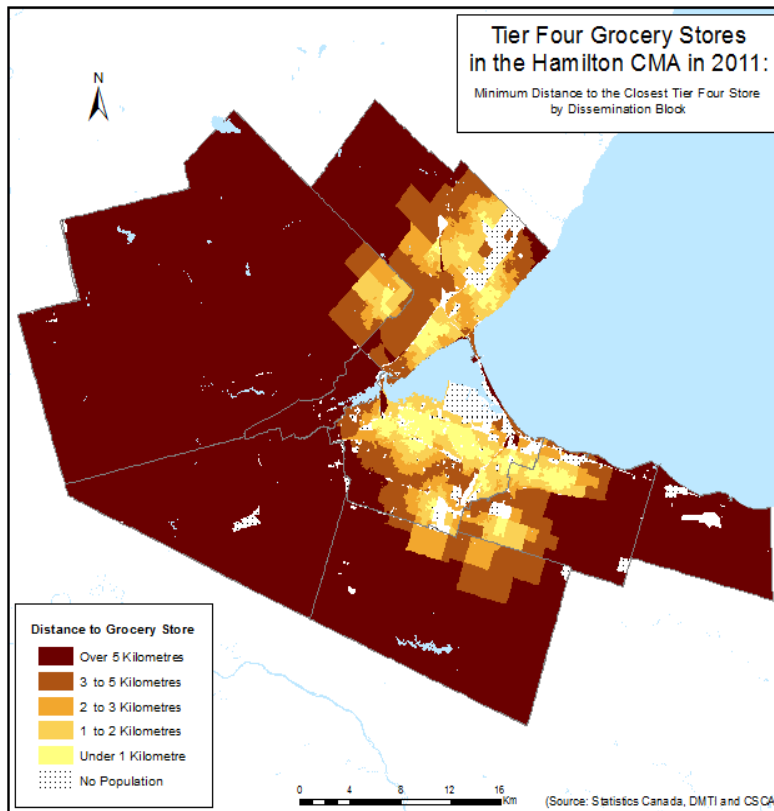 Tier Four Grocery Stores
in the Hamilton CMA in 2011:
Minimum Distance to the Closest Tier Four Store
by Dissemination Block
N
Distance to Grocery Store
Over 5 Kilometres
3 to 5 Kilometres
2 to 3 Kilometres
1 to 2 Kilometres
Under 1 Kilometre
No Population
0 4 8 12 16
Km
(Source: Statistics Canada, DMTI and CSCA